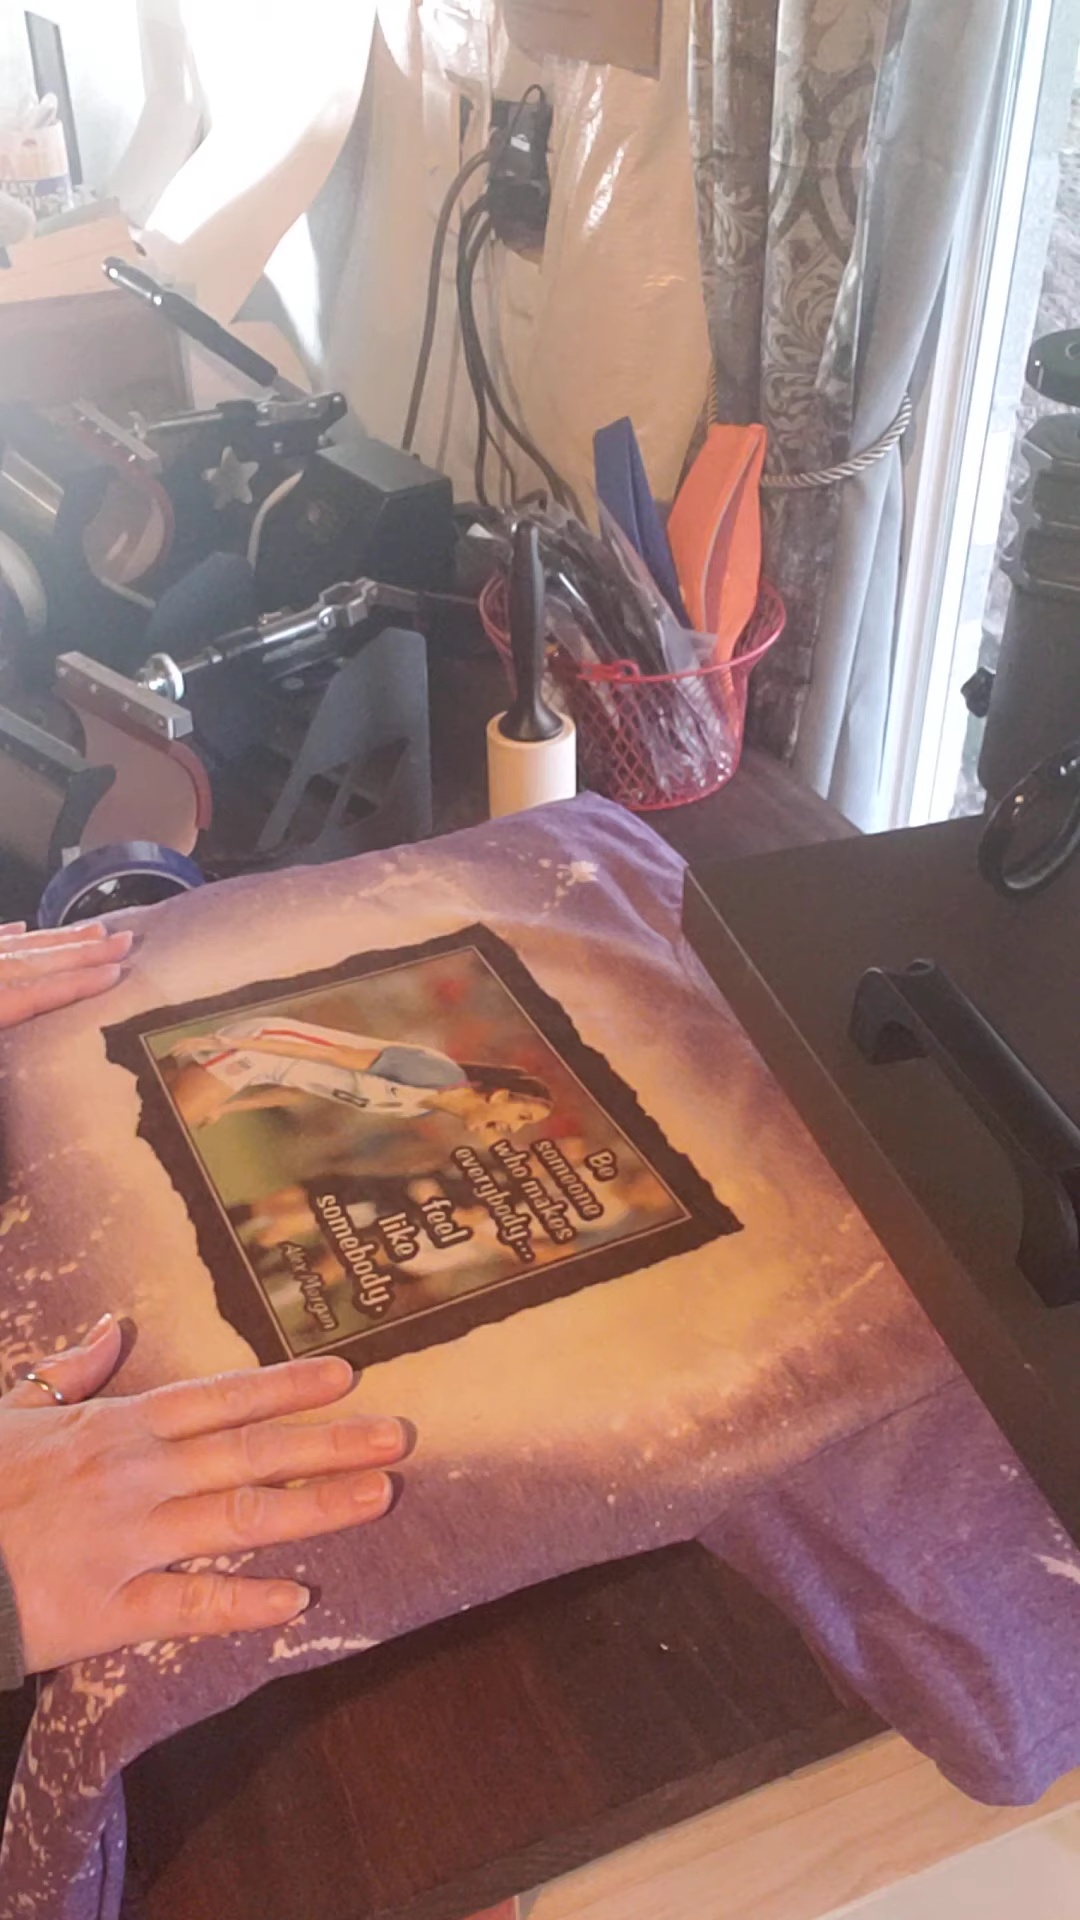 Be
someone
who makes
everybody...
feel
like
somebody.
Alex Morgan